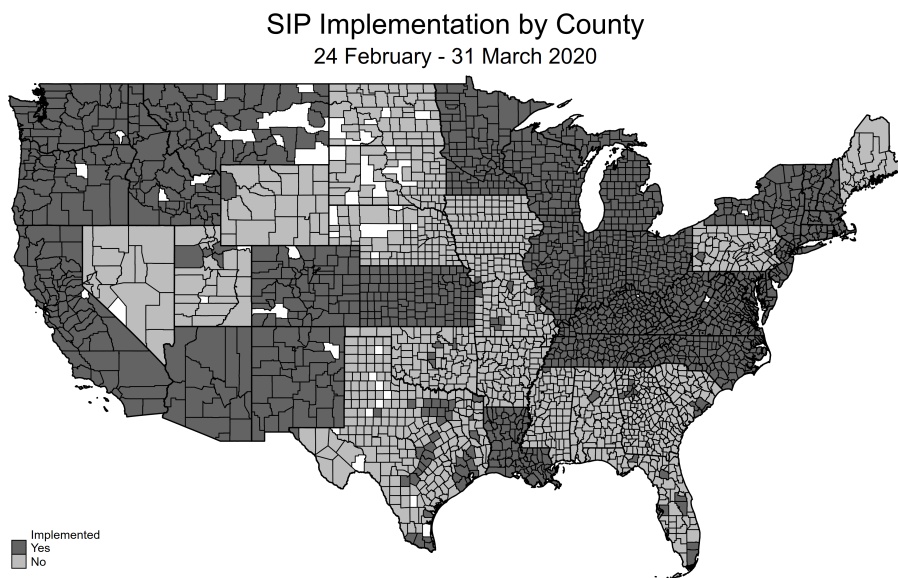 SIP Implementation by County
24 February - 31 March 2020
Implemented
Yes
No